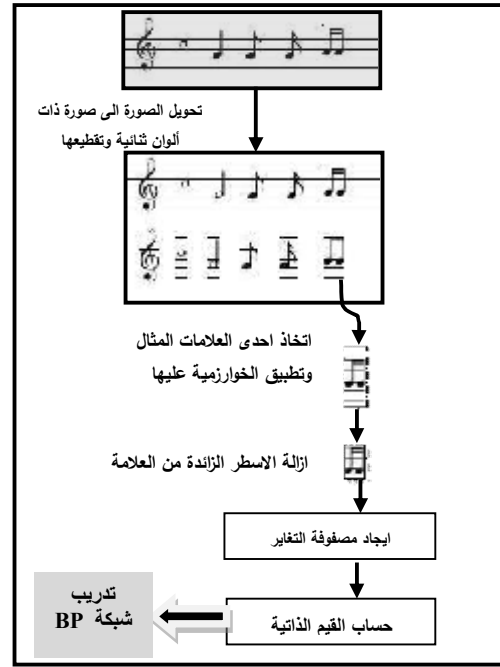 تحويل الصورة الى صورة ذات
ألوان ثنائية وتقطيعها
اتخاذ احدى العلامات المثال
وتطبيق الخوارزمية عليها
ازالة الاسطر الزائدة من العلامة
ايجاد مصفوفة التغاير
حساب القيم الذاتية
تدريب
شبكة BP